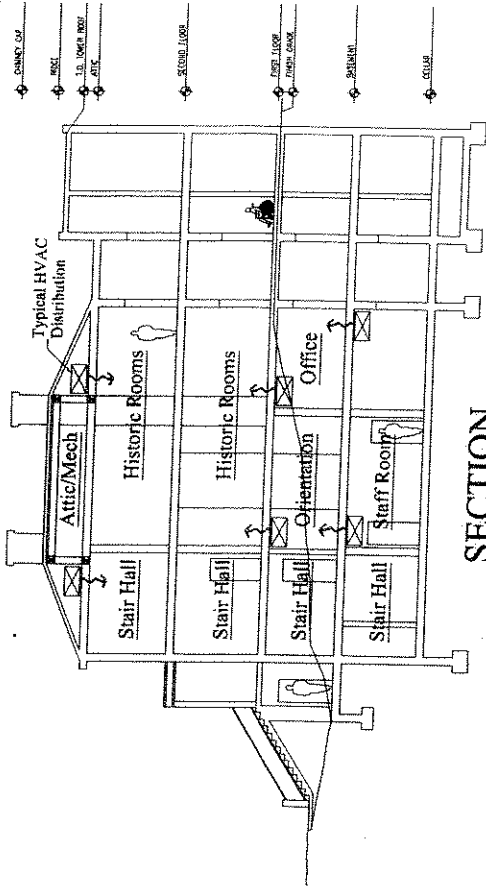 CHIMNEY CAP
RIDGE
T.O. TOWER ROOF
ATTIC
SECOND FLOOR
FIRST FLOOR
FINISH GRADE
BASEMENT
CELLAR
Typical HVAC
Distribution
Attic/Mech
Stair Hall
Historic Rooms
Stair Hall
Historic Rooms
Stair Hall
Orientation
Office
Stair Hall
Staff Room
SECTION